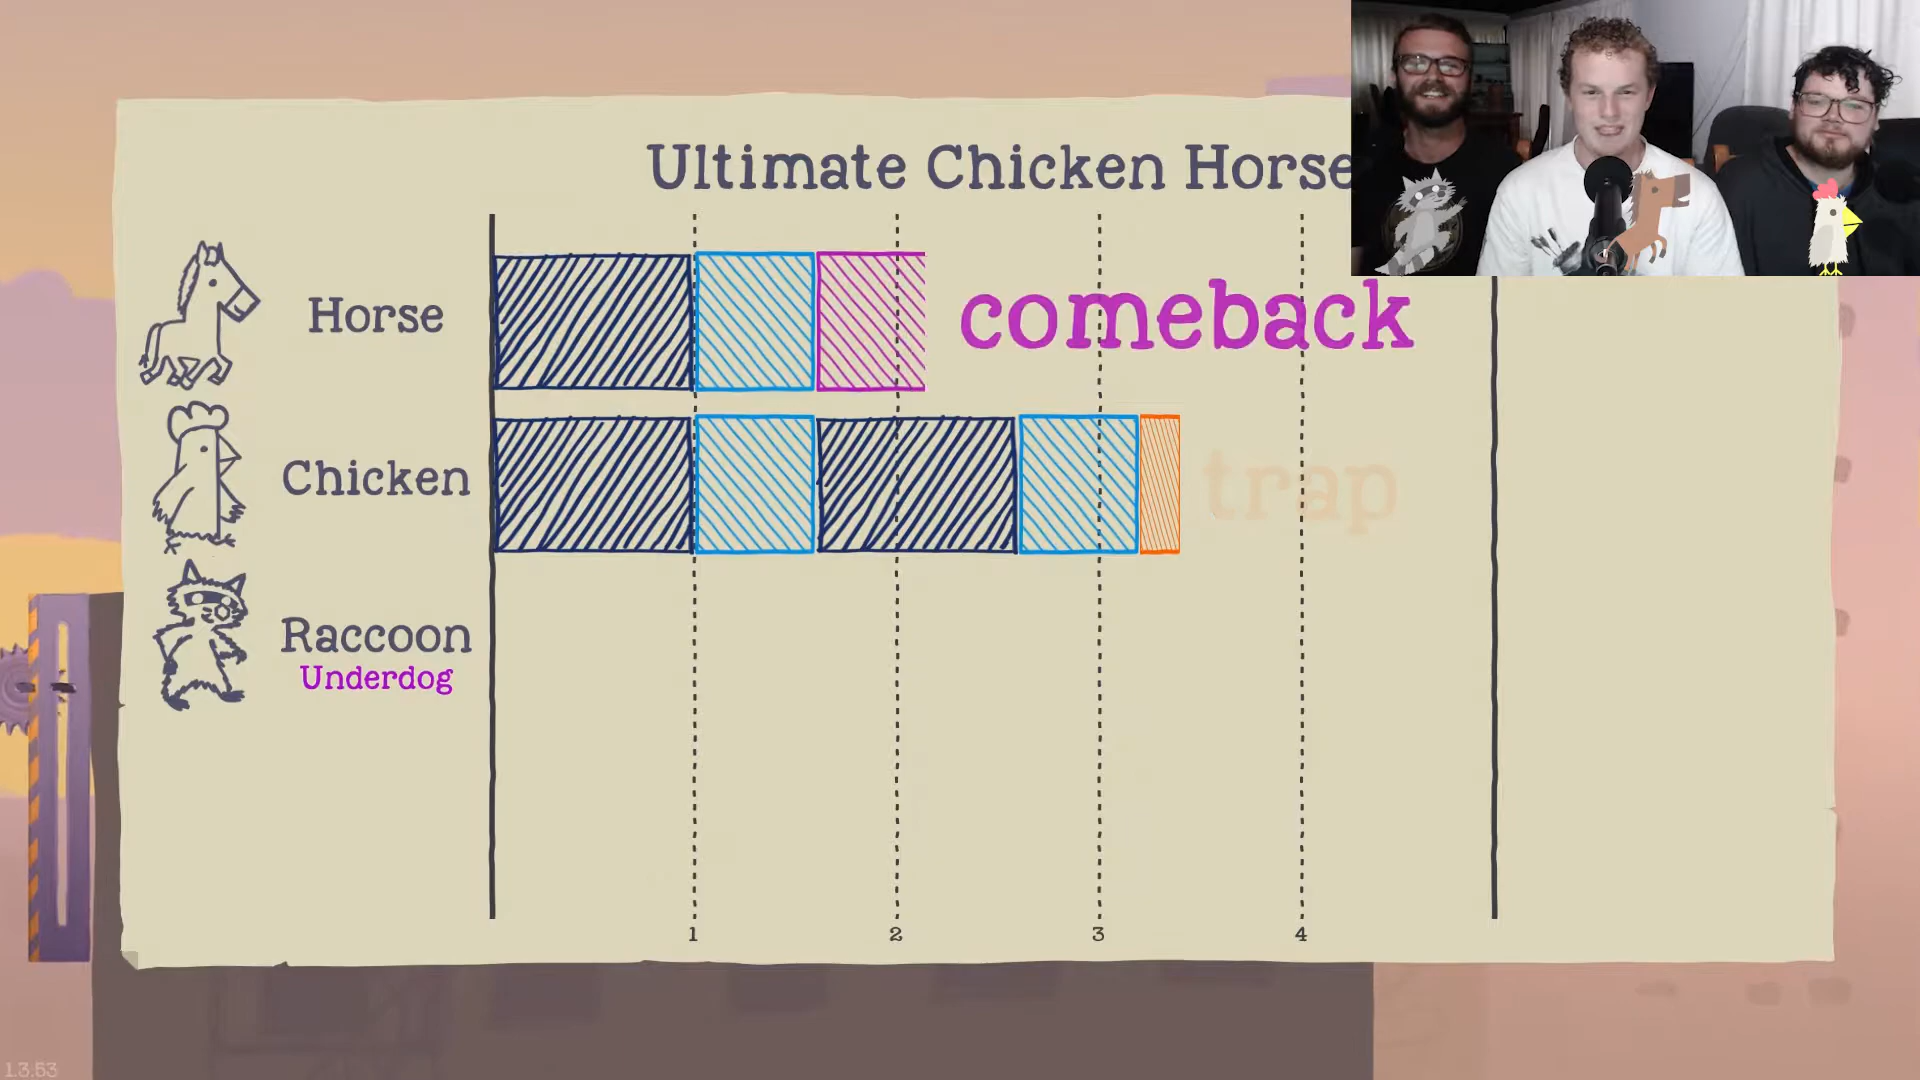 Ultimate Chicken Horse
Horse
comeback
Chicken
trap
Raccoon
Underdog
1 2 3 4
1.3.53